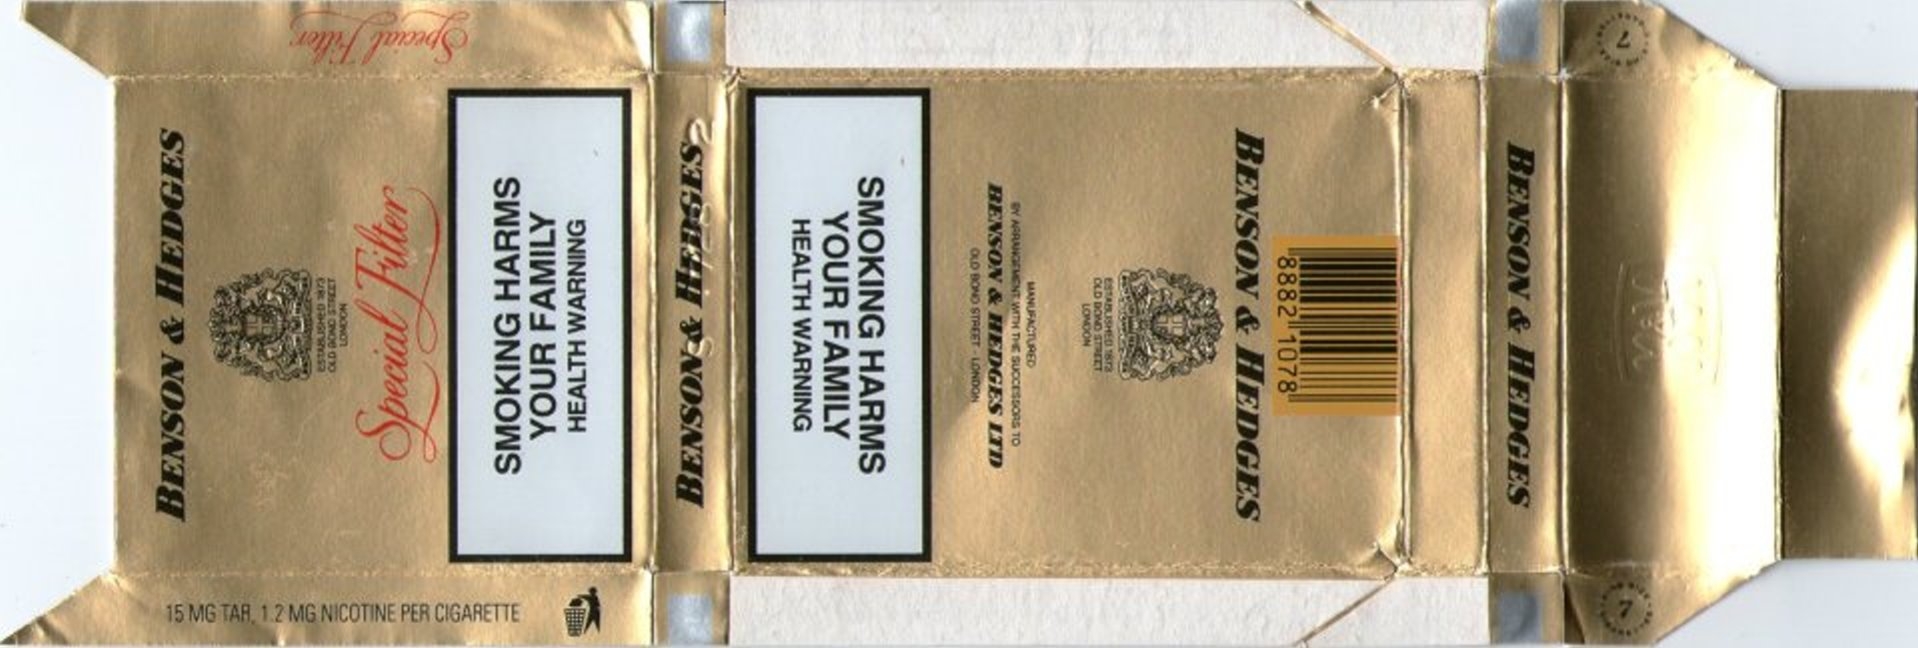 Special Filter
BENSON & HEDGES
ESTABLISHED 1873
OLD BOND STREET
LONDON
Special Filter
SMOKING HARMS
YOUR FAMILY
HEALTH WARNING
15 MG TAR, 1.2 MG NICOTINE PER CIGARETTE
BENSON & HEDGES
SMOKING HARMS
YOUR FAMILY
HEALTH WARNING
MANUFACTURED
BY ARRANGEMENT WITH THE SUCCESSORS TO
BENSON & HEDGES LTD
OLD BOND STREET · LONDON
ESTABLISHED 1873
OLD BOND STREET
LONDON
BENSON & HEDGES
8882 1078
BENSON & HEDGES
7
7